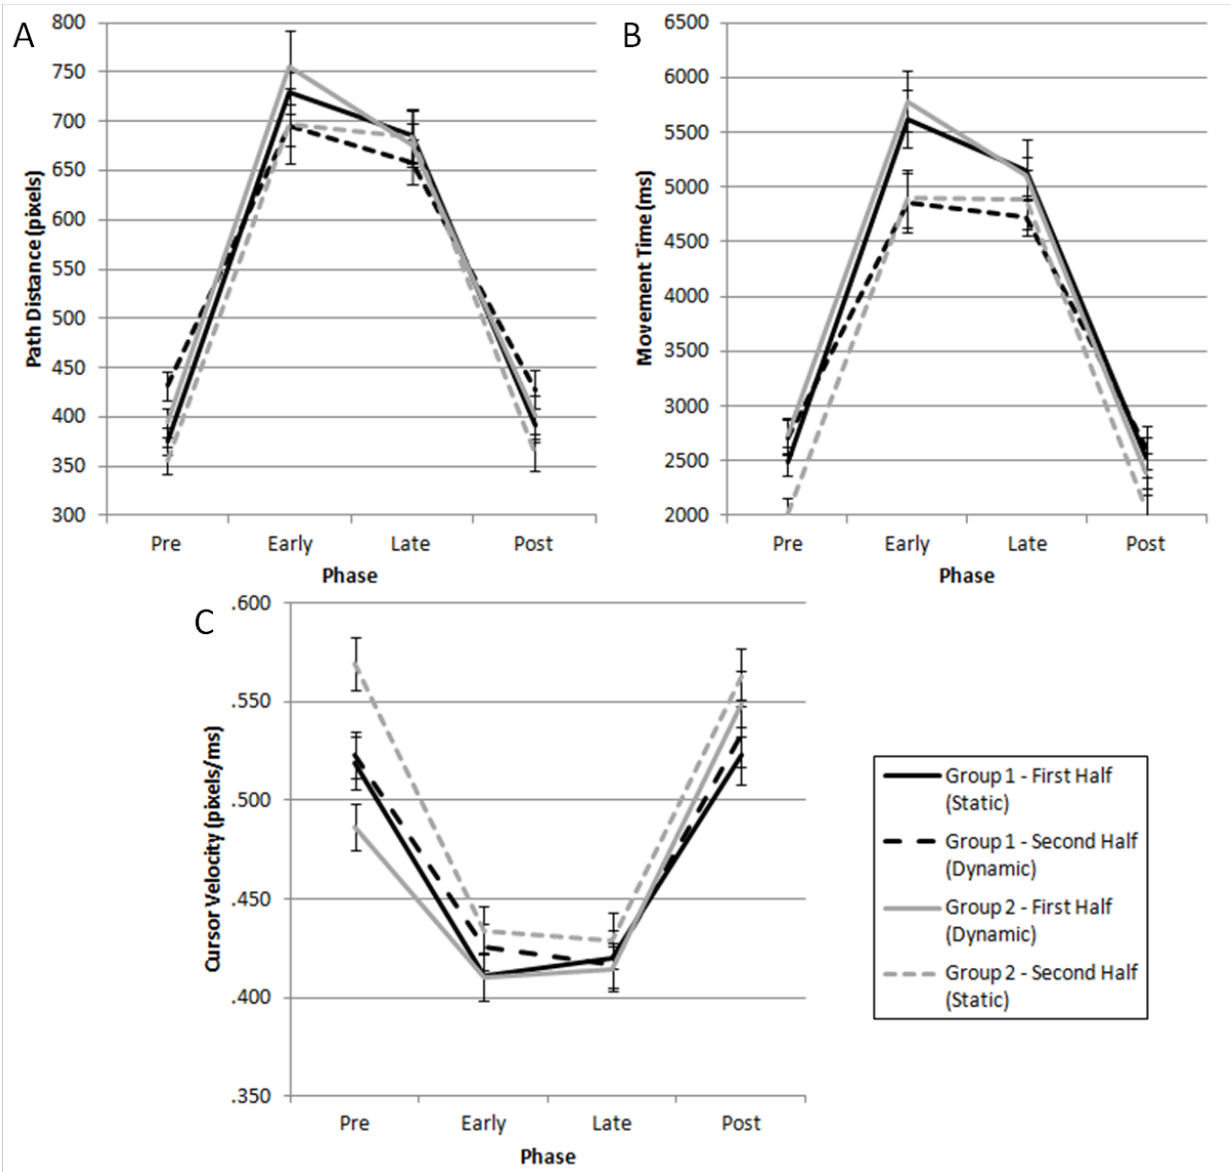 A
800
750
700
650
600
550
500
450
400
350
300
Path Distance (pixels)
Pre Early Late Post
Phase
B
6500
6000
5500
5000
4500
4000
3500
3000
2500
2000
Movement Time (ms)
Pre Early Late Post
Phase
C
.600
.550
.500
.450
.400
.350
Cursor Velocity (pixels/ms)
Pre Early Late Post
Phase
Group 1 - First Half
(Static)
Group 1 - Second Half
(Dynamic)
Group 2 - First Half
(Dynamic)
Group 2 - Second Half
(Static)